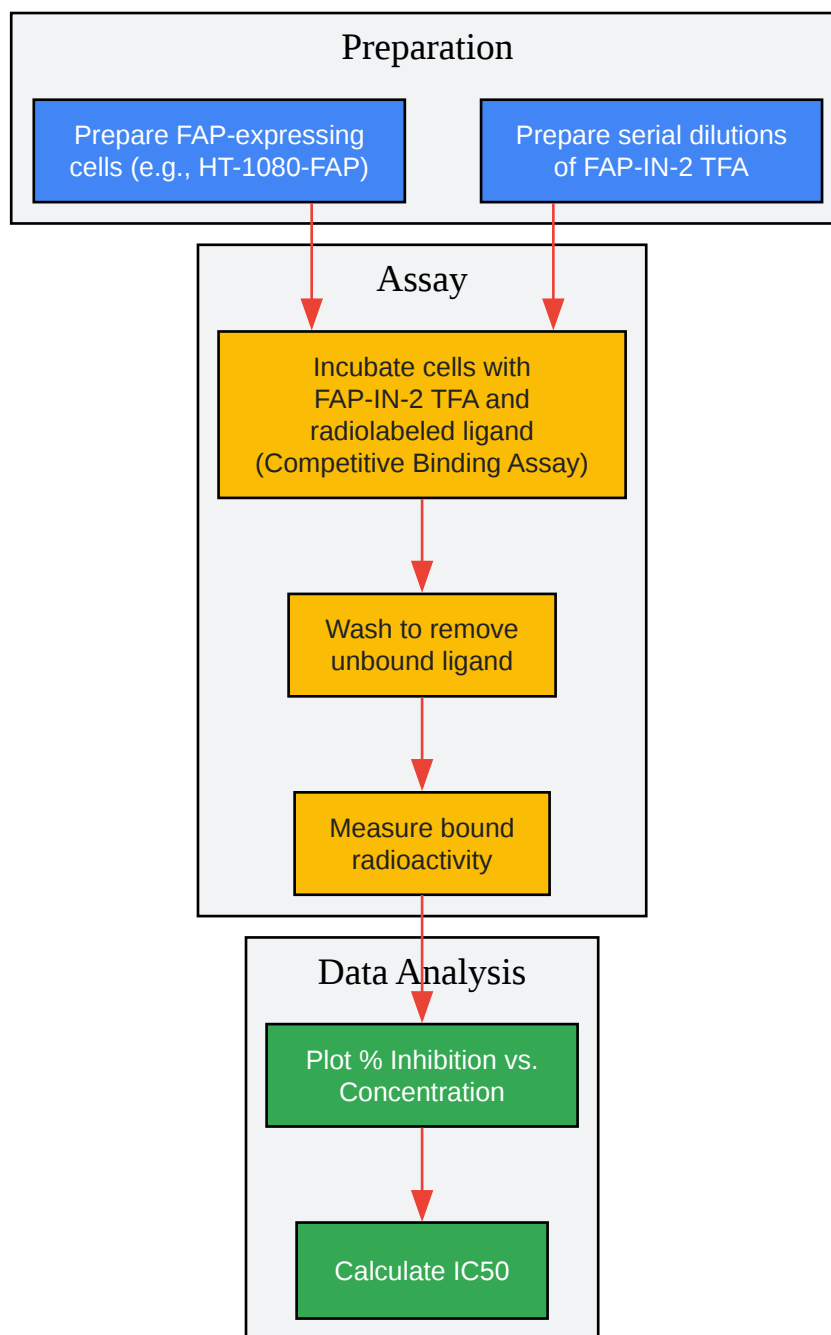 Preparation
Prepare FAP-expressing
cells (e.g., HT-1080-FAP)
Prepare serial dilutions
of FAP-IN-2 TFA
Assay
Incubate cells with
FAP-IN-2 TFA and
radiolabeled ligand
(Competitive Binding Assay)
Wash to remove
unbound ligand
Measure bound
radioactivity
Data Analysis
Plot % Inhibition vs.
Concentration
Calculate IC50